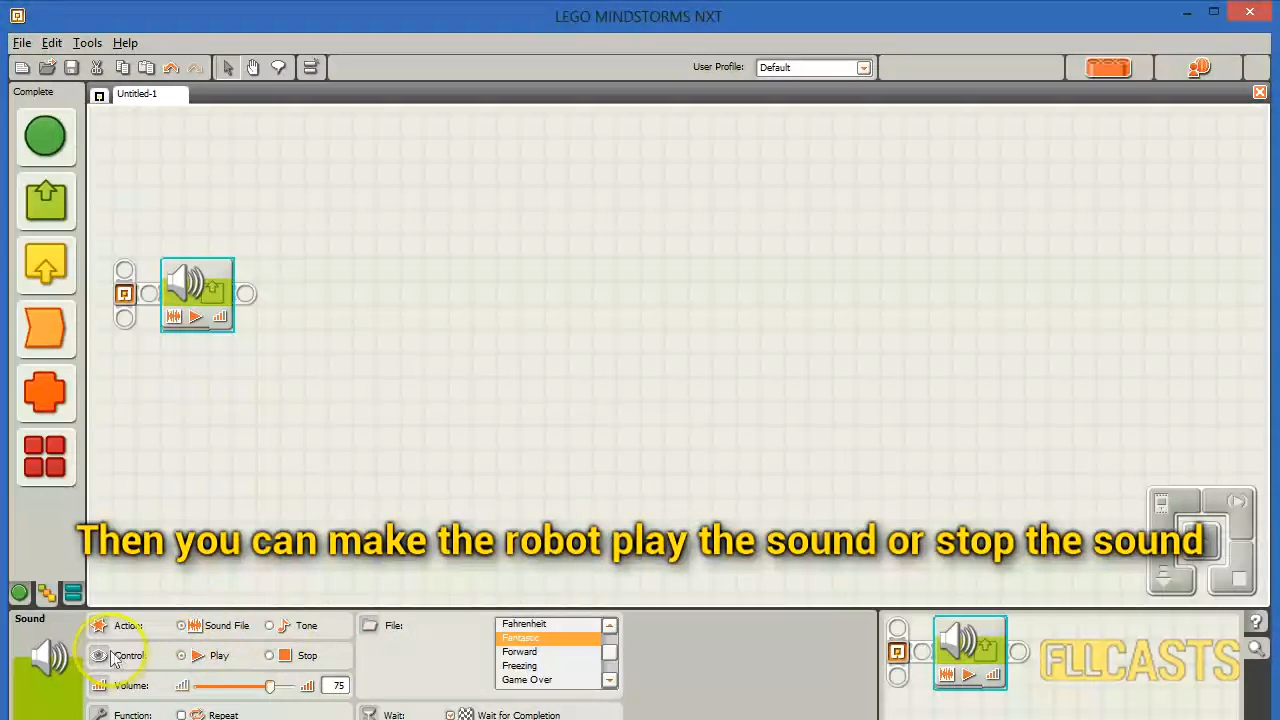 LEGO MINDSTORMS NXT
File Edit Tools Help
User Profile: Default
Complete
Untitled-1
Then you can make the robot play the sound or stop the sound
Sound
Action: Sound File Tone
Control: Play Stop
Volume: 75
Function: Repeat
File:
Fahrenheit
Fantastic
Forward
Freezing
Game Over
Wait: Wait for Completion
?
FLLCASTS